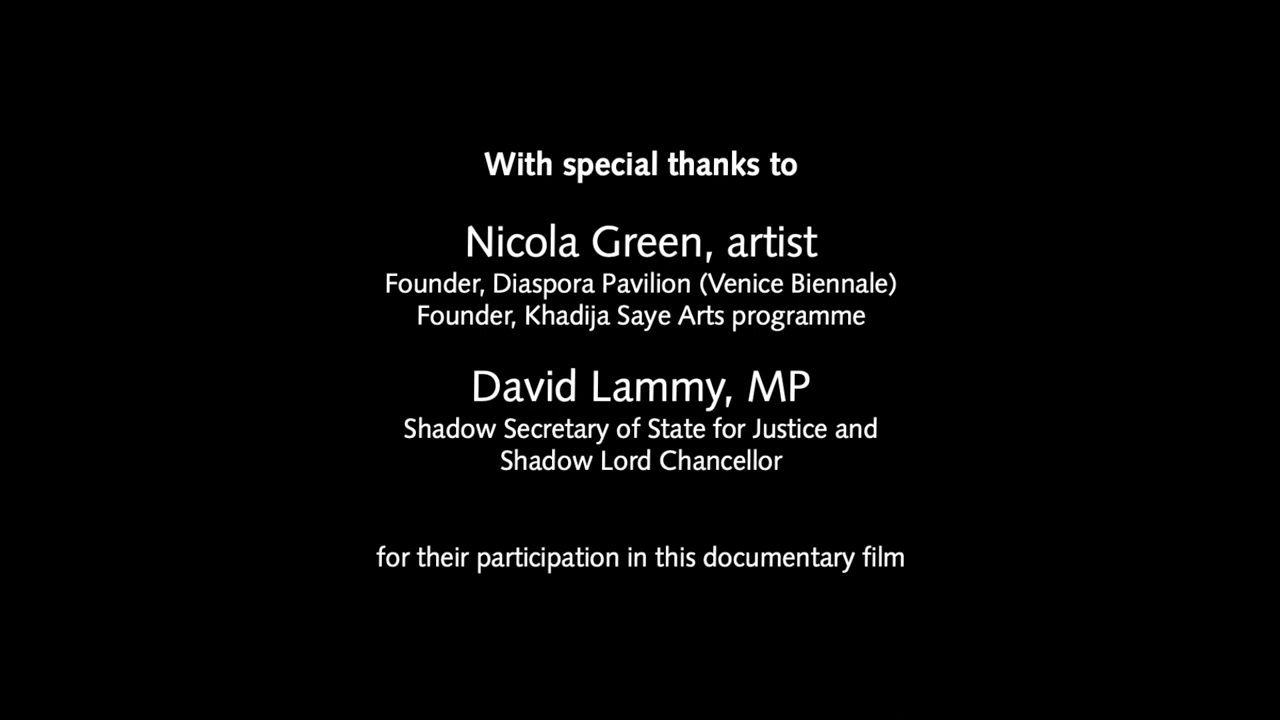 With special thanks to
Nicola Green, artist
Founder, Diaspora Pavilion (Venice Biennale)
Founder, Khadija Saye Arts programme
David Lammy, MP
Shadow Secretary of State for Justice and
Shadow Lord Chancellor
for their participation in this documentary film